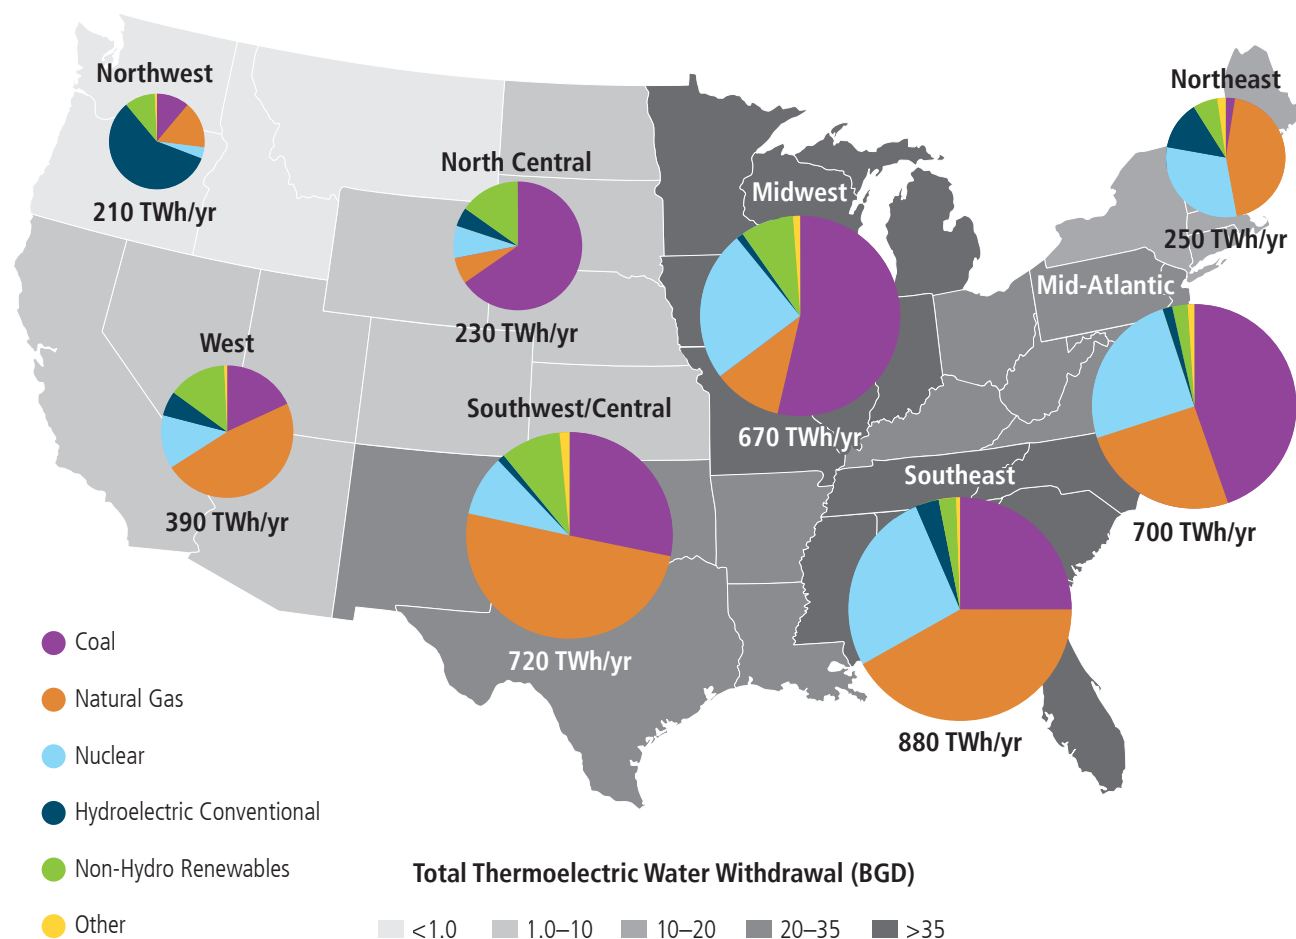 Northwest
210 TWh/yr
North Central
230 TWh/yr
Midwest
670 TWh/yr
Northeast
250 TWh/yr
Mid-Atlantic
700 TWh/yr
West
390 TWh/yr
Southwest/Central
720 TWh/yr
Southeast
880 TWh/yr
Coal
Natural Gas
Nuclear
Hydroelectric Conventional
Non-Hydro Renewables
Other
Total Thermoelectric Water Withdrawal (BGD)
<1.0 1.0–10 10–20 20–35 >35